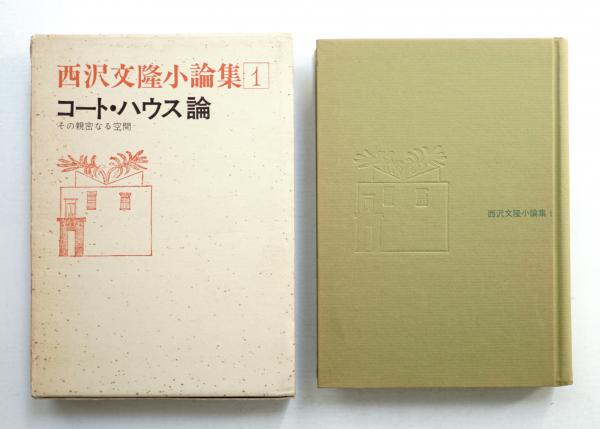 西沢文隆小論集 1
コート・ハウス論
その親密なる空間
西沢文隆小論集 1